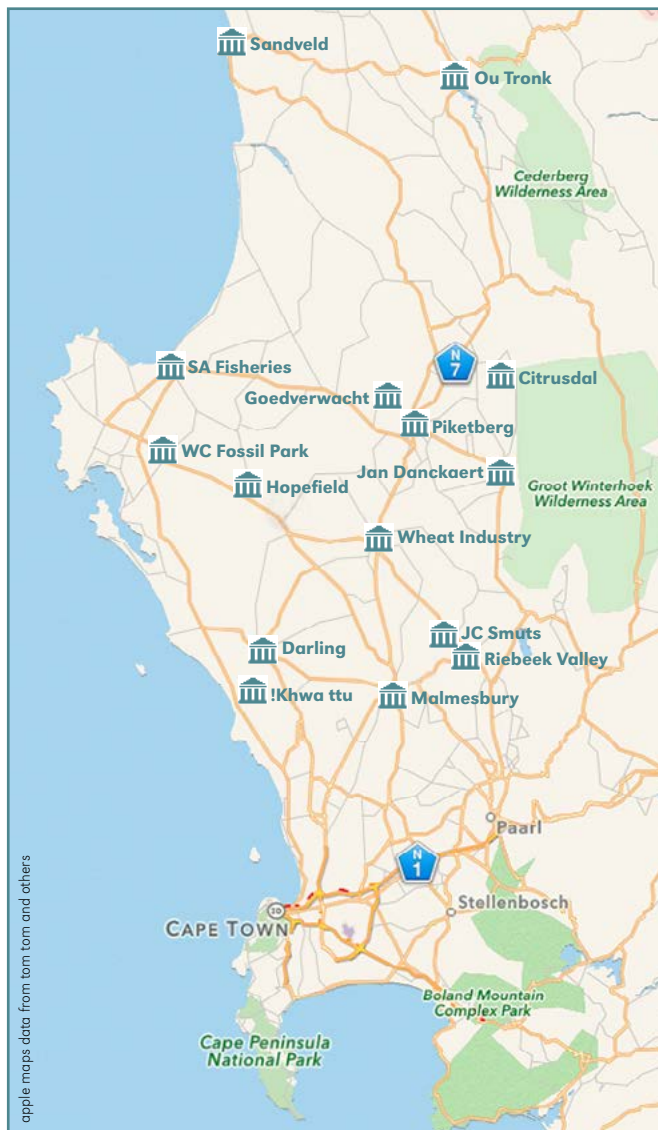 Sandveld
Ou Tronk
Cederberg
Wilderness Area
SA Fisheries
N
7
Citrusdal
Goedverwacht
Piketberg
WC Fossil Park
Jan Danckaert
Hopefield
Groot Winterhoek
Wilderness Area
Wheat Industry
JC Smuts
Darling
Riebeek Valley
!Khwa ttu
Malmesbury
Paarl
N
1
Stellenbosch
CAPE TOWN
Boland Mountain
Complex Park
Cape Peninsula
National Park
apple maps data from tom tom and others